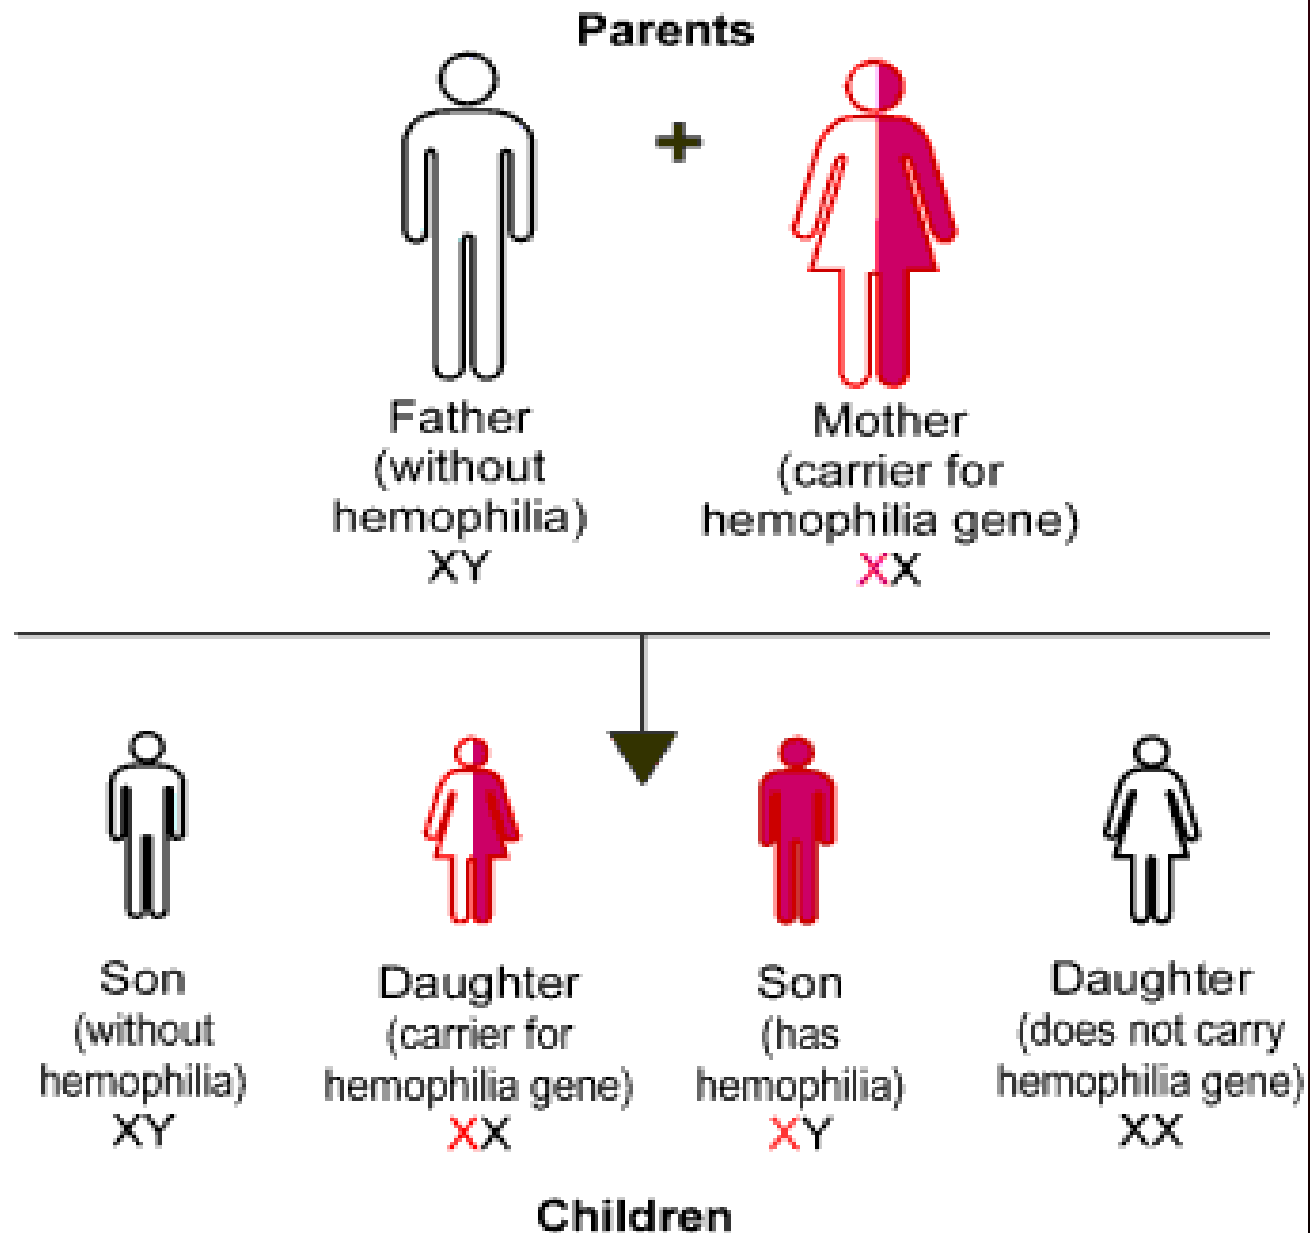 Parents
+
Father
(without
hemophilia)
XY
Mother
(carrier for
hemophilia gene)
XX
Son
(without
hemophilia)
XY
Daughter
(carrier for
hemophilia gene)
XX
Son
(has
hemophilia)
XY
Daughter
(does not carry
hemophilia gene)
XX
Children